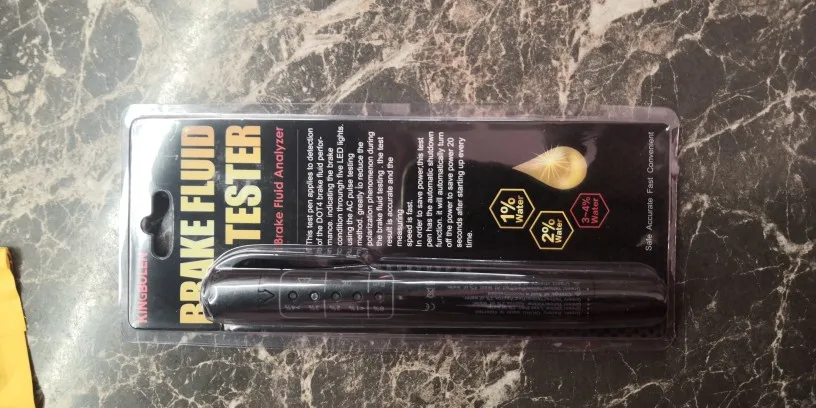 KINGBOLEN
BRAKE FLUID
TESTER
Brake Fluid Analyzer
This test pen applies to detection
of the DOT4 brake fluid perfor-
mance. indicating the brake
condition through five LED lights.
using the AC pulse testing
method. greatly to reduce the
polarization phenomenon during
the brake fluid testing . the test
result is accurate and the
measuring
speed is fast.
In order to save power.this test
pen has the automatic shutdown
function. it will automatically turn
off the power to save power 20
seconds after starting up every
time.
1%
Water
2%
Water
3~4%
Water
Safe Accurate Fast Convenient